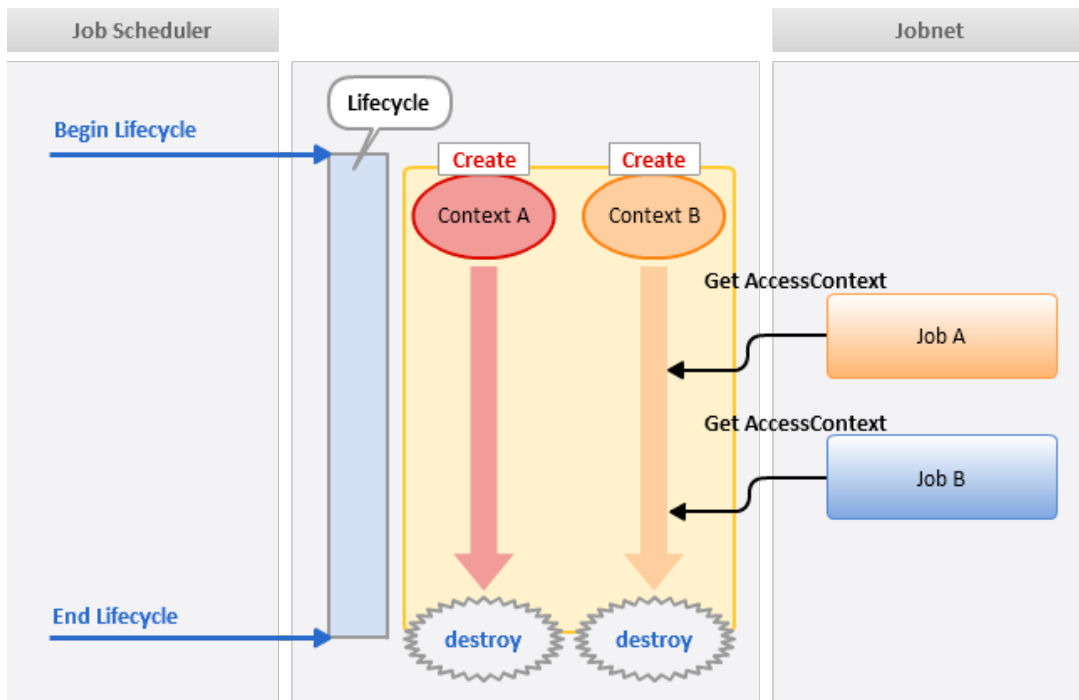 Job Scheduler
Jobnet
Lifecycle
Begin Lifecycle
Create
Create
Context A
Context B
Get AccessContext
Job A
Get AccessContext
Job B
End Lifecycle
destroy
destroy